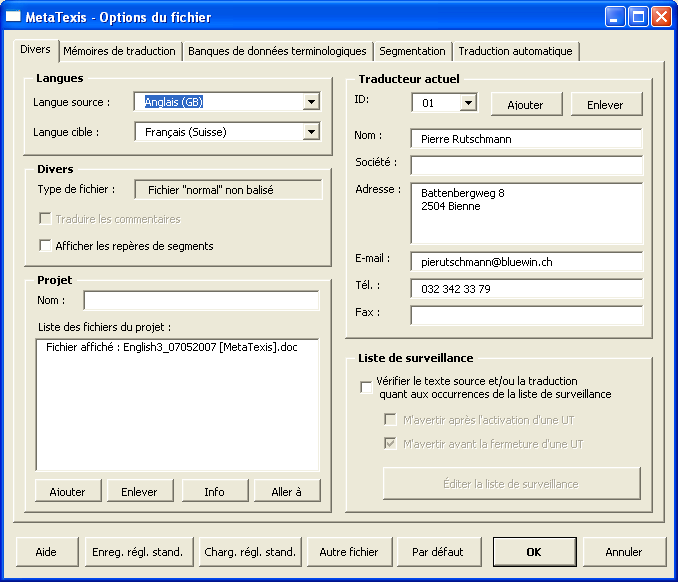 MetaTexis - Options du fichier
Divers
Mémoires de traduction
Banques de données terminologiques
Segmentation
Traduction automatique
Langues
Langue source :
Anglais (GB)
Langue cible :
Français (Suisse)
Divers
Type de fichier :
Fichier "normal" non balisé
Traduire les commentaires
Afficher les repères de segments
Projet
Nom :
Liste des fichiers du projet :
Fichier affiché : English3_07052007 [MetaTexis].doc
Ajouter
Enlever
Info
Aller à
Traducteur actuel
ID:
01
Ajouter
Enlever
Nom :
Pierre Rutschmann
Société :
Adresse :
Battenbergweg 8
2504 Bienne
E-mail :
pierutschmann@bluewin.ch
Tél. :
032 342 33 79
Fax :
Liste de surveillance
Vérifier le texte source et/ou la traduction
quant aux occurrences de la liste de surveillance
M'avertir après l'activation d'une UT
M'avertir avant la fermeture d'une UT
Éditer la liste de surveillance
Aide
Enreg. régl. stand.
Charg. régl. stand.
Autre fichier
Par défaut
OK
Annuler